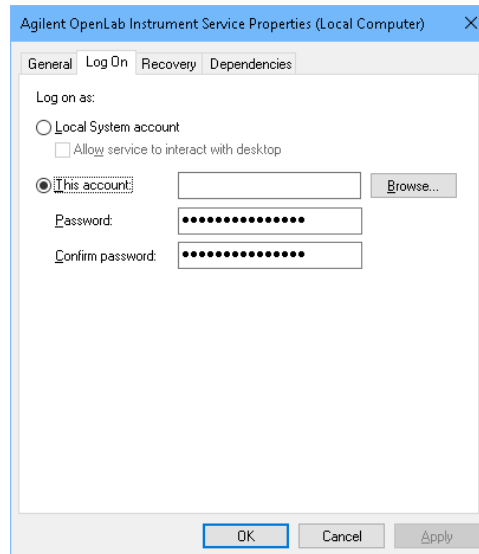 Agilent OpenLab Instrument Service Properties (Local Computer)
General Log On Recovery Dependencies
Log on as:
Local System account
Allow service to interact with desktop
This account: Browse...
Password: •••••••••••••••
Confirm password: •••••••••••••••
OK Cancel Apply